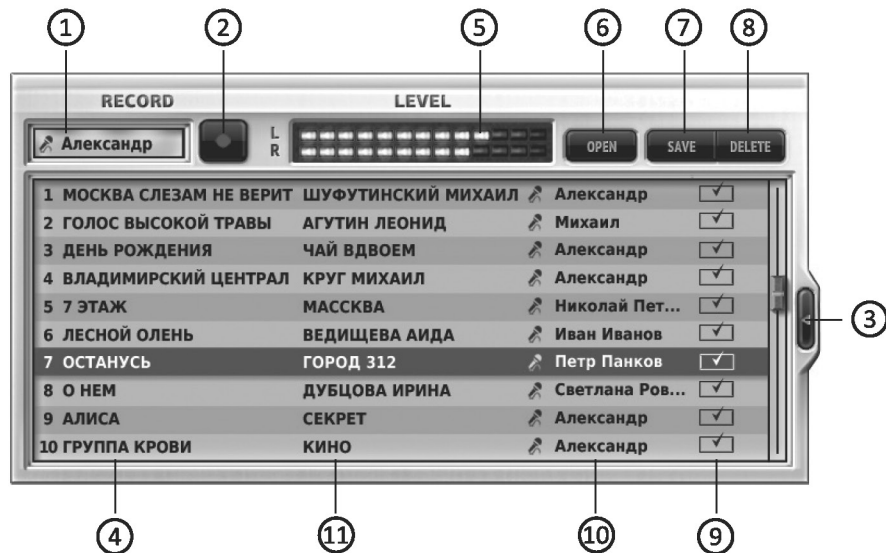 1 2 5 6 7 8
RECORD LEVEL
Александр L R OPEN SAVE DELETE
1 МОСКВА СЛЕЗАМ НЕ ВЕРИТ ШУФУТИНСКИЙ МИХАИЛ Александр
2 ГОЛОС ВЫСОКОЙ ТРАВЫ АГУТИН ЛЕОНИД Михаил
3 ДЕНЬ РОЖДЕНИЯ ЧАЙ ВДВОЕМ Александр
4 ВЛАДИМИРСКИЙ ЦЕНТРАЛ КРУГ МИХАИЛ Александр
5 7 ЭТАЖ МАССКВА Николай Пет...
6 ЛЕСНОЙ ОЛЕНЬ ВЕДИЩЕВА АИДА Иван Иванов
3
7 ОСТАНУСЬ ГОРОД 312 Петр Панков
8 О НЕМ ДУБЦОВА ИРИНА Светлана Ров...
9 АЛИСА СЕКРЕТ Александр
10 ГРУППА КРОВИ КИНО Александр
4 11 10 9